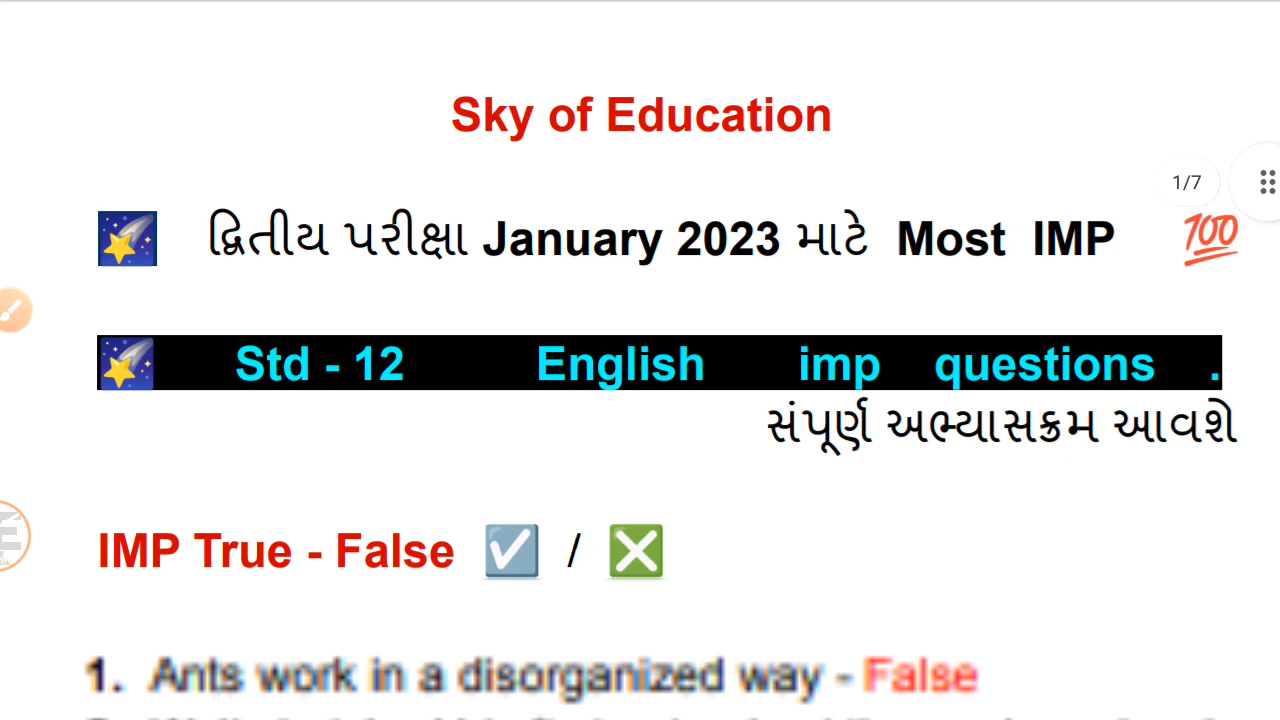 Sky of Education
1/7
દ્વિતીય પરીક્ષા January 2023 માટે Most IMP
Std - 12 English imp questions .
સંપૂર્ણ અભ્યાસક્રમ આવશે
IMP True - False /
1. Ants work in a disorganized way - False